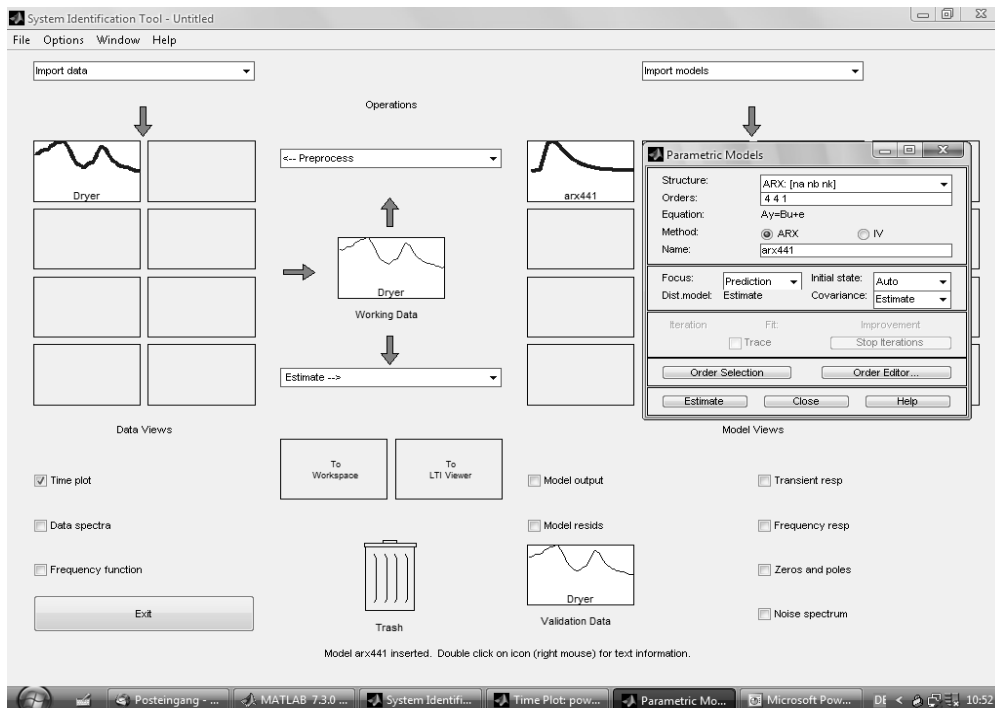 System Identification Tool - Untitled
File Options Window Help
Import data
Import models
Operations
<-- Preprocess
Dryer
arx441
Dryer
Working Data
Estimate -->
Parametric Models
Structure: ARX: [na nb nk]
Orders: 4 4 1
Equation: Ay=Bu+e
Method: ARX IV
Name: arx441
Focus: Prediction Initial state: Auto
Dist.model: Estimate Covariance: Estimate
Iteration Fit: Improvement
Trace Stop Iterations
Order Selection Order Editor...
Estimate Close Help
Data Views
Model Views
To
Workspace
To
LTI Viewer
Time plot
Data spectra
Frequency function
Exit
Trash
Model output
Model resids
Dryer
Validation Data
Transient resp
Frequency resp
Zeros and poles
Noise spectrum
Model arx441 inserted. Double click on icon (right mouse) for text information.
Posteingang - ... MATLAB 7.3.0 ... System Identifi... Time Plot: pow... Parametric Mo... Microsoft Pow... DE < 10:52